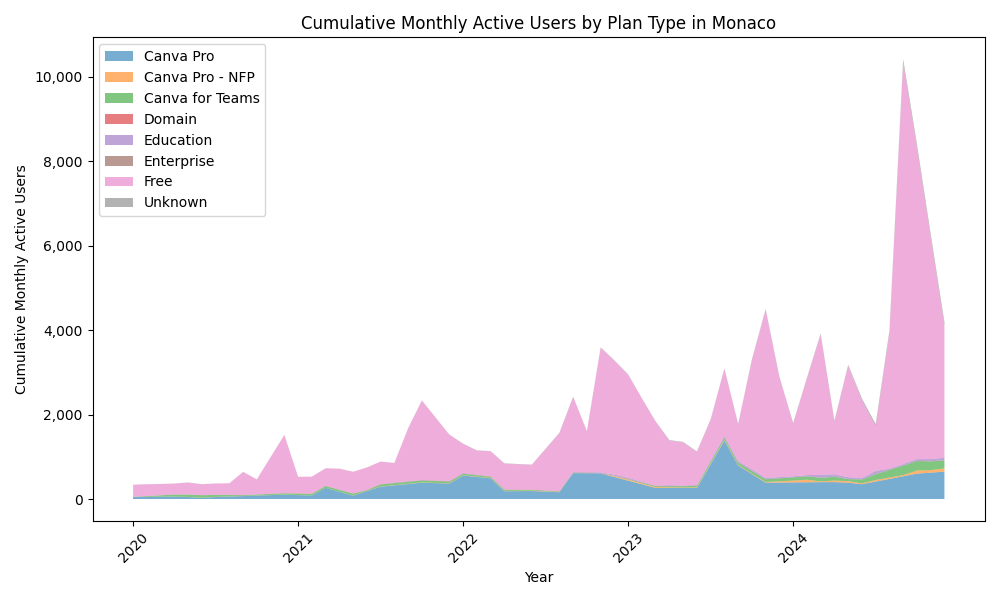 Cumulative Monthly Active Users by Plan Type in Monaco
Canva Pro
Canva Pro - NFP
Canva for Teams
Domain
Education
Enterprise
Free
Unknown
Cumulative Monthly Active Users
10,000
8,000
6,000
4,000
2,000
0
2020
2021
2022
2023
2024
Year